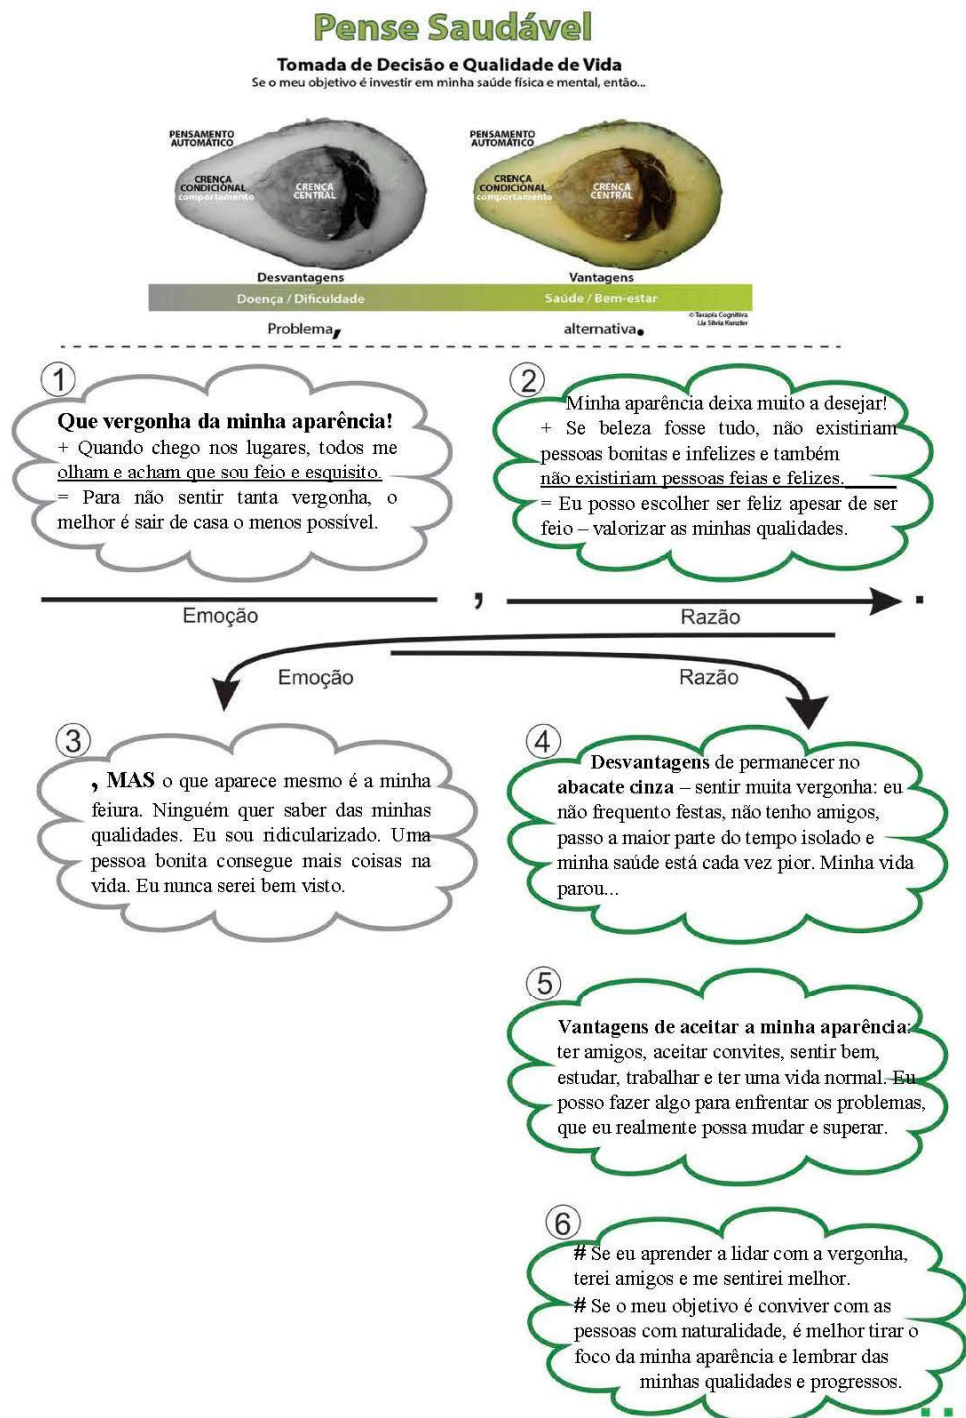 Pense Saudável
Tomada de Decisão e Qualidade de Vida
Se o meu objetivo é investir em minha saúde física e mental, então...
PENSAMENTO
AUTOMÁTICO
CRENÇA
CONDICIONAL
comportamento
CRENÇA
CENTRAL
PENSAMENTO
AUTOMÁTICO
CRENÇA
CONDICIONAL
comportamento
CRENÇA
CENTRAL
Desvantagens
Vantagens
Doença / Dificuldade
Saúde / Bem-estar
© Terapia Cognitiva
Lia Silvia Kunzler
Problema,
alternativa.
1
Que vergonha da minha aparência!
+ Quando chego nos lugares, todos me
olham e acham que sou feio e esquisito.
= Para não sentir tanta vergonha, o
melhor é sair de casa o menos possível.
2
Minha aparência deixa muito a desejar!
+ Se beleza fosse tudo, não existiriam
pessoas bonitas e infelizes e também
não existiriam pessoas feias e felizes.
= Eu posso escolher ser feliz apesar de ser
feio – valorizar as minhas qualidades.
Emoção
,
Razão
.
Emoção
Razão
3
, MAS o que aparece mesmo é a minha
feiura. Ninguém quer saber das minhas
qualidades. Eu sou ridicularizado. Uma
pessoa bonita consegue mais coisas na
vida. Eu nunca serei bem visto.
4
Desvantagens de permanecer no
abacate cinza – sentir muita vergonha: eu
não frequento festas, não tenho amigos,
passo a maior parte do tempo isolado e
minha saúde está cada vez pior. Minha vida
parou...
5
Vantagens de aceitar a minha aparência:
ter amigos, aceitar convites, sentir bem,
estudar, trabalhar e ter uma vida normal. Eu
posso fazer algo para enfrentar os problemas,
que eu realmente possa mudar e superar.
6
# Se eu aprender a lidar com a vergonha,
terei amigos e me sentirei melhor.
# Se o meu objetivo é conviver com as
pessoas com naturalidade, é melhor tirar o
foco da minha aparência e lembrar das
minhas qualidades e progressos.